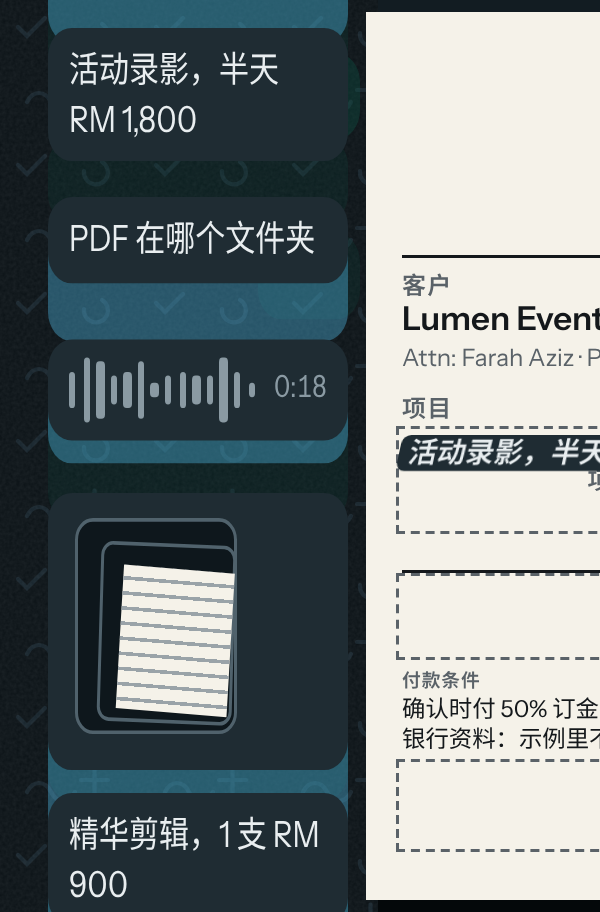 活动录影，半天
RM 1,800
PDF 在哪个文件夹
0:18
精华剪辑，1 支 RM
900
客户
Lumen Event
Attn: Farah Aziz · P
项目
活动录影，半天
付款条件
确认时付 50% 订金
银行资料：示例里不